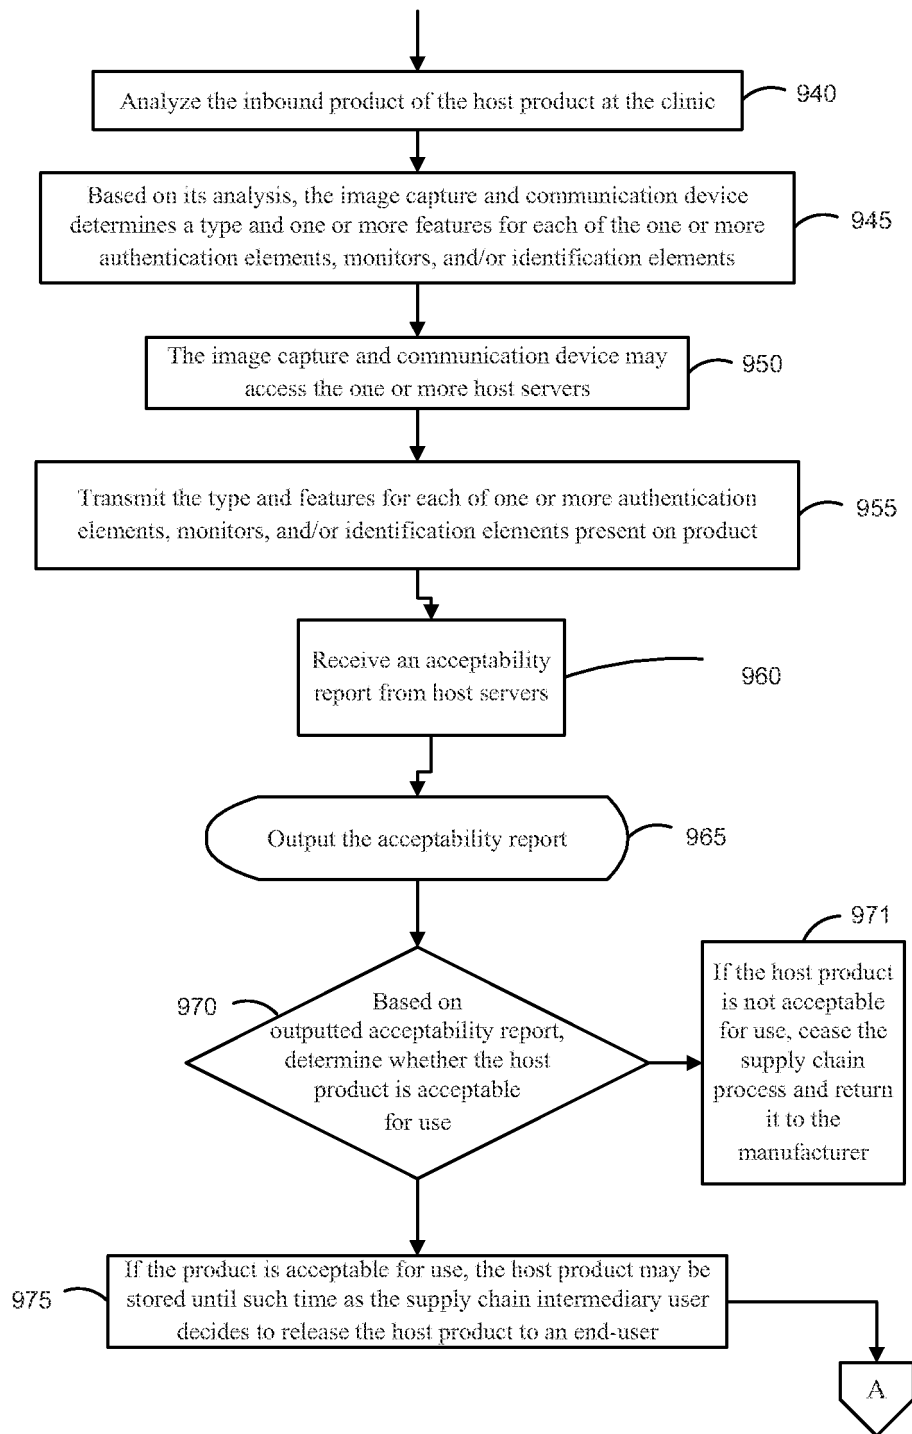 Analyze the inbound product of the host product at the clinic
940
Based on its analysis, the image capture and communication device
determines a type and one or more features for each of the one or more
authentication elements, monitors, and/or identification elements
945
The image capture and communication device may
access the one or more host servers
950
Transmit the type and features for each of one or more authentication
elements, monitors, and/or identification elements present on product
955
Receive an acceptability
report from host servers
960
Output the acceptability report
965
970
Based on
outputted acceptability report,
determine whether the host
product is acceptable
for use
971
If the host product
is not acceptable
for use, cease the
supply chain
process and return
it to the
manufacturer
975
If the product is acceptable for use, the host product may be
stored until such time as the supply chain intermediary user
decides to release the host product to an end-user
A